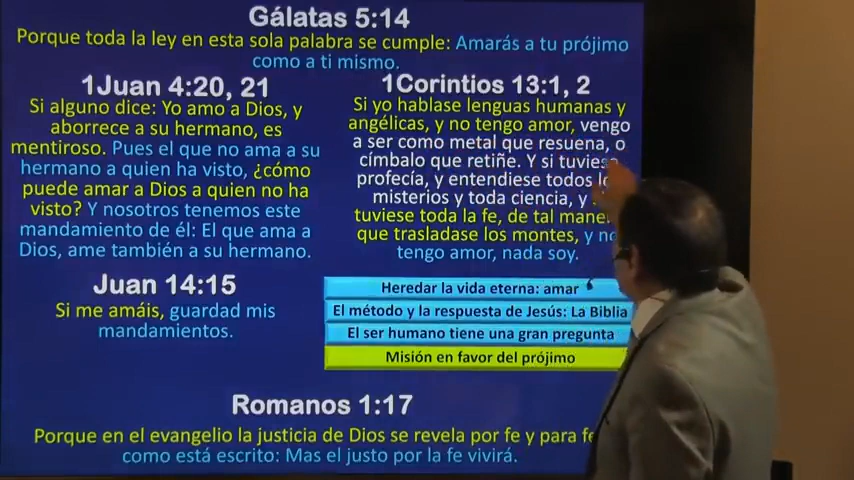 Gálatas 5:14
Porque toda la ley en esta sola palabra se cumple: Amarás a tu prójimo
como a ti mismo.
1Juan 4:20, 21
Si alguno dice: Yo amo a Dios, y
aborrece a su hermano, es
mentiroso. Pues el que no ama a su
hermano a quien ha visto, ¿cómo
puede amar a Dios a quien no ha
visto? Y nosotros tenemos este
mandamiento de él: El que ama a
Dios, ame también a su hermano.
1Corintios 13:1, 2
Si yo hablase lenguas humanas y
angélicas, y no tengo amor, vengo
a ser como metal que resuena, o
címbalo que retiñe. Y si tuviese
profecía, y entendiese todos
misterios y toda ciencia, y
tuviese toda la fe, de tal
que trasladase los montes, y
tengo amor, nada soy.
Juan 14:15
Si me amáis, guardad mis
mandamientos.
Heredar la vida eterna: amar
El método y la respuesta de Jesús: La Biblia
El ser humano tiene una gran pregunta
Misión en favor del prójimo
Romanos 1:17
Porque en el evangelio la justicia de Dios se revela por fe y para
como está escrito: Mas el justo por la fe vivirá.